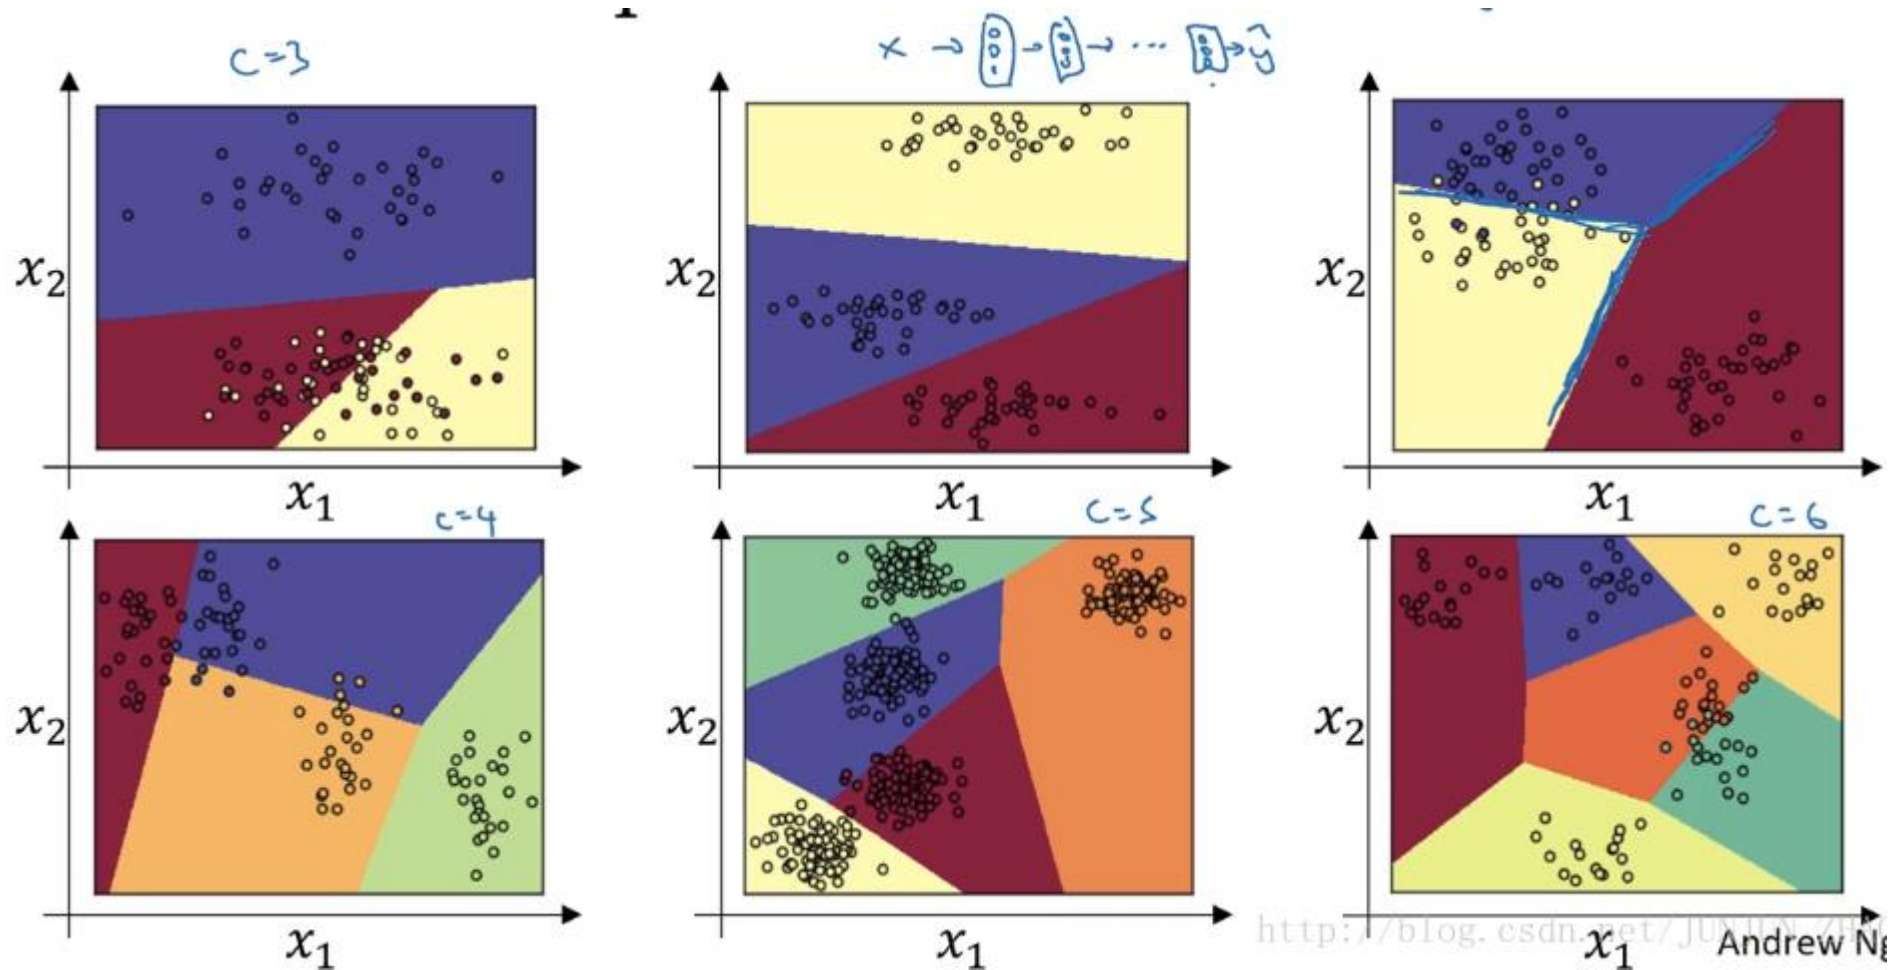 C=3
x → → → ... → ŷ
x₂
x₂
x₂
x₁
x₁
x₁
C=4
C=5
C=6
x₂
x₂
x₂
x₁
x₁
x₁
http://blog.csdn.net/JUNJUN_ZH
Andrew Ng